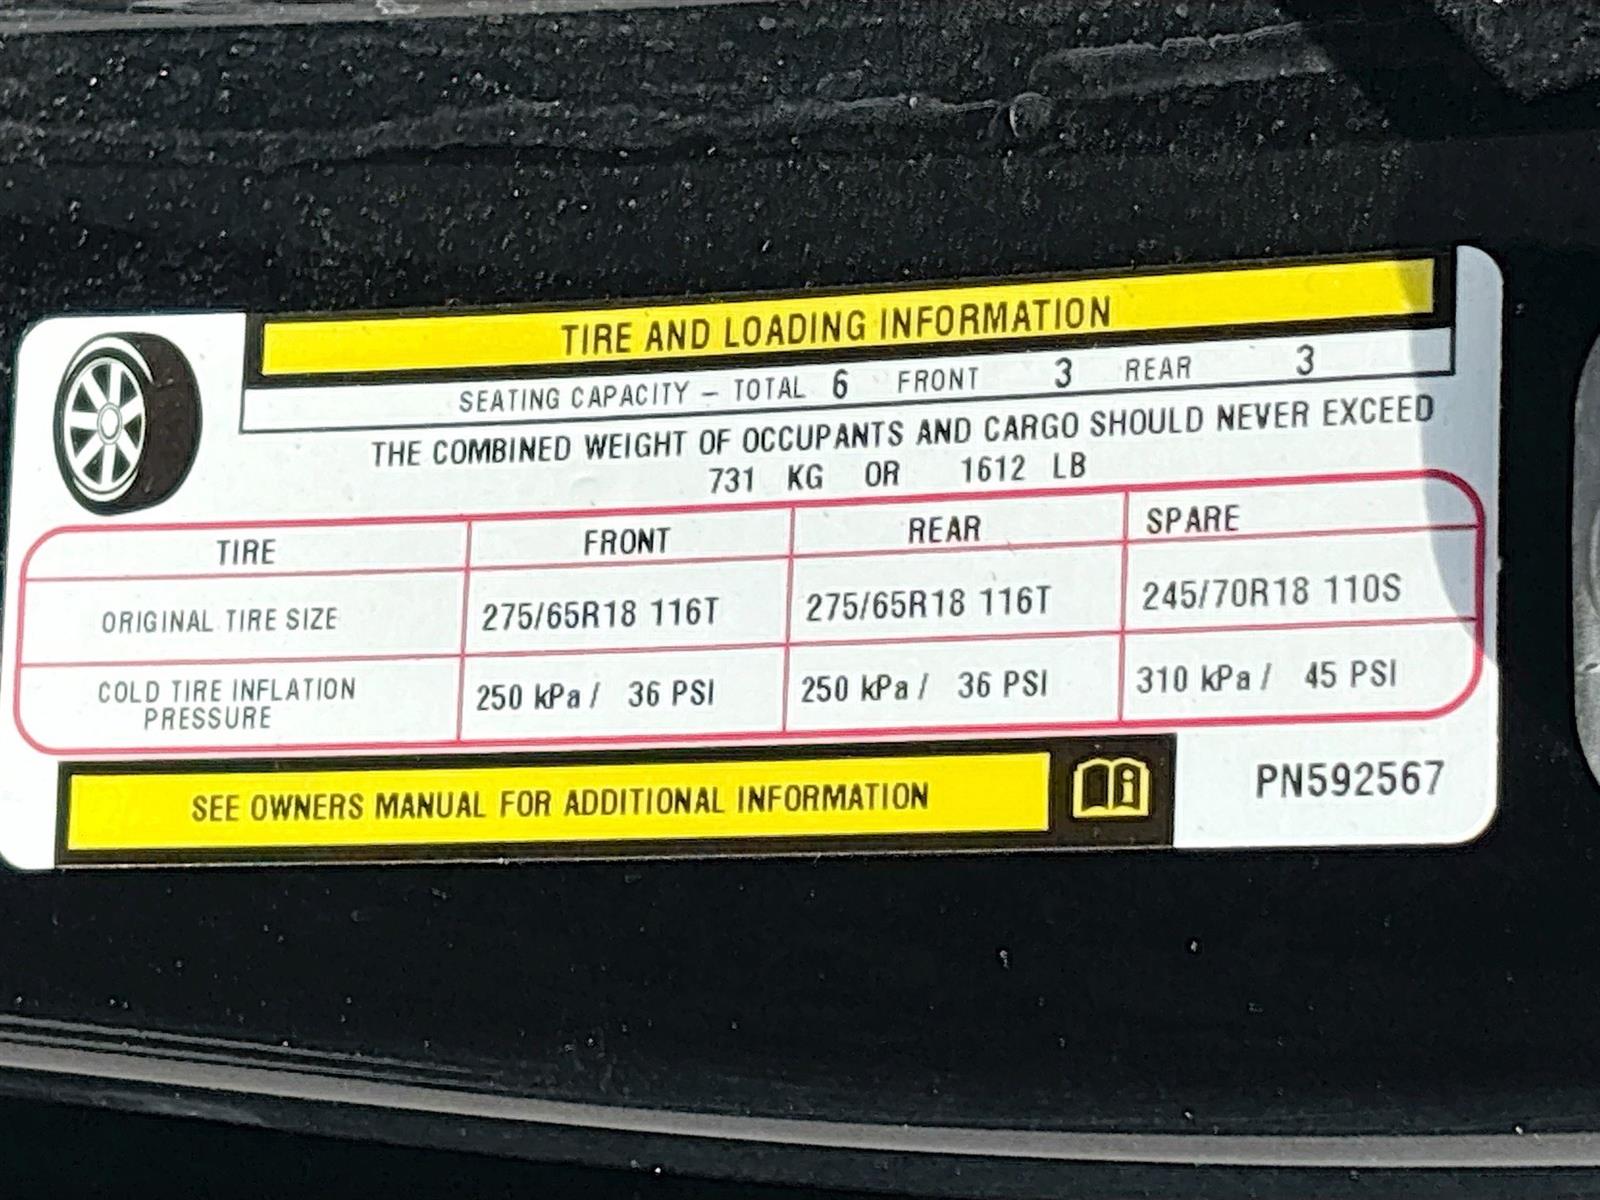 TIRE AND LOADING INFORMATION
SEATING CAPACITY – TOTAL 6 FRONT 3 REAR 3
THE COMBINED WEIGHT OF OCCUPANTS AND CARGO SHOULD NEVER EXCEED
731 KG OR 1612 LB
TIRE FRONT REAR SPARE
ORIGINAL TIRE SIZE 275/65R18 116T 275/65R18 116T 245/70R18 110S
COLD TIRE INFLATION PRESSURE 250 kPa / 36 PSI 250 kPa / 36 PSI 310 kPa / 45 PSI
SEE OWNERS MANUAL FOR ADDITIONAL INFORMATION
PN592567